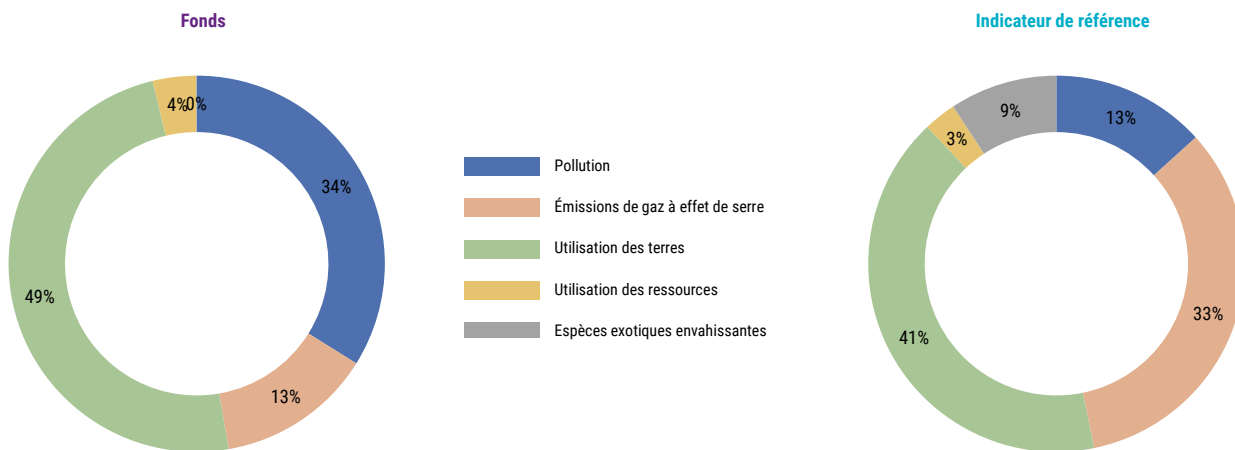 Fonds
4%
0%
34%
49%
13%
Pollution
Émissions de gaz à effet de serre
Utilisation des terres
Utilisation des ressources
Espèces exotiques envahissantes
Indicateur de référence
9%
13%
3%
33%
41%